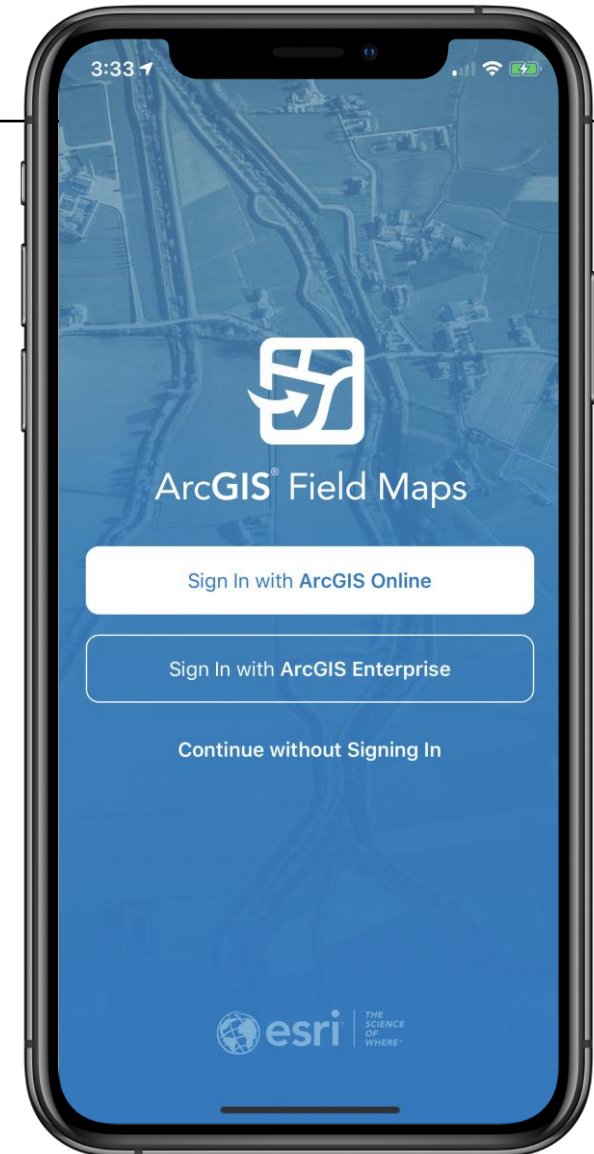 3:33
ArcGIS® Field Maps
Sign In with ArcGIS Online
Sign In with ArcGIS Enterprise
Continue without Signing In
esri
THE
SCIENCE
OF
WHERE®